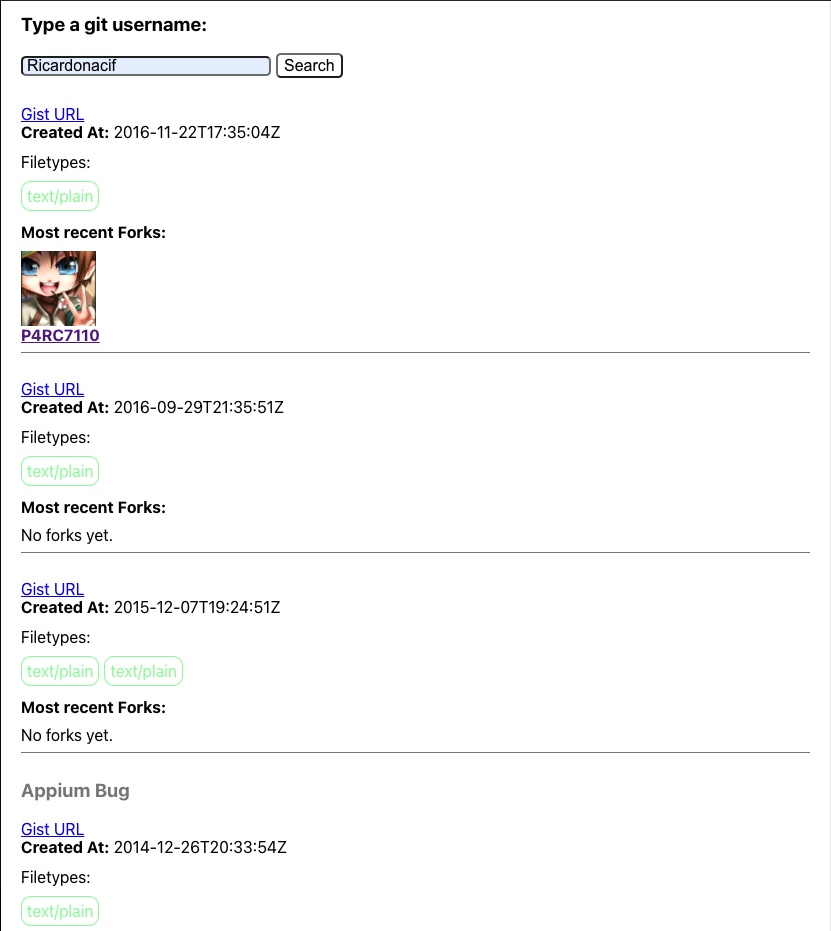 Type a git username:
Ricardonacif Search
Gist URL
Created At: 2016-11-22T17:35:04Z
Filetypes:
text/plain
Most recent Forks:
P4RC7110
Gist URL
Created At: 2016-09-29T21:35:51Z
Filetypes:
text/plain
Most recent Forks:
No forks yet.
Gist URL
Created At: 2015-12-07T19:24:51Z
Filetypes:
text/plain text/plain
Most recent Forks:
No forks yet.
Appium Bug
Gist URL
Created At: 2014-12-26T20:33:54Z
Filetypes:
text/plain